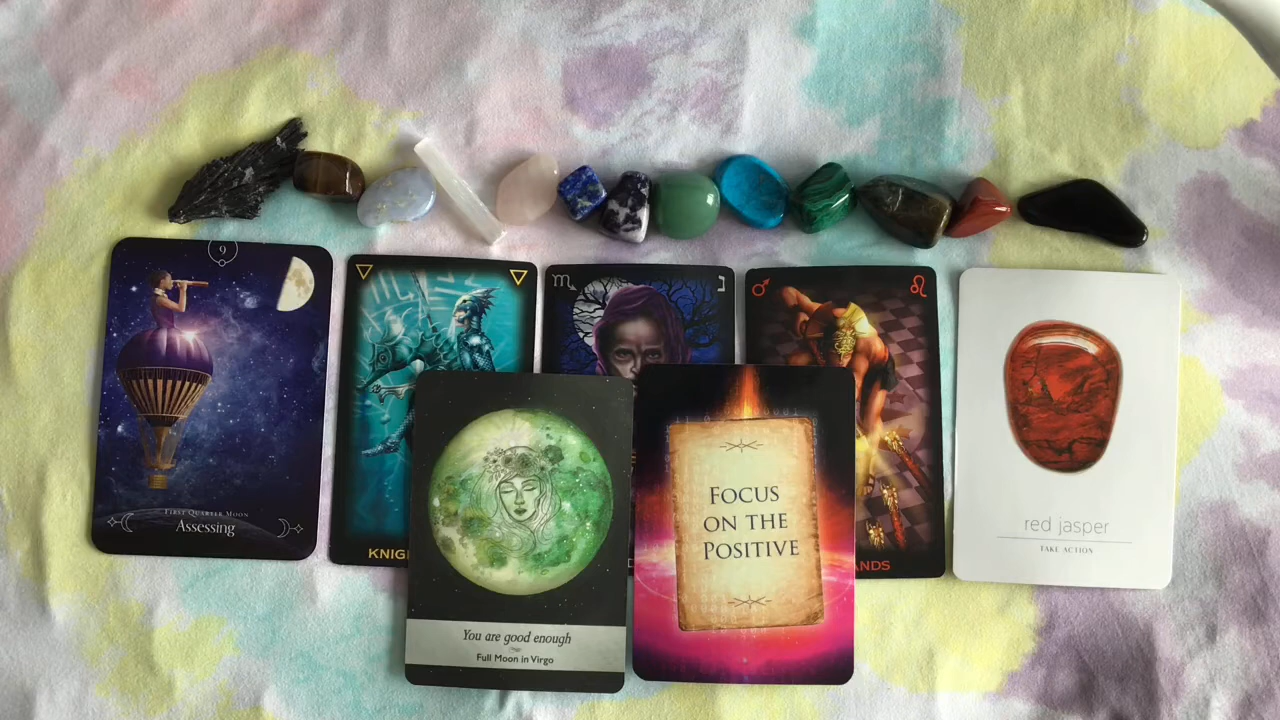 9
FIRST QUARTER MOON
Assessing
KNIG
♏
נ
♂
♌
ANDS
You are good enough
Full Moon in Virgo
FOCUS
ON THE
POSITIVE
red jasper
TAKE ACTION